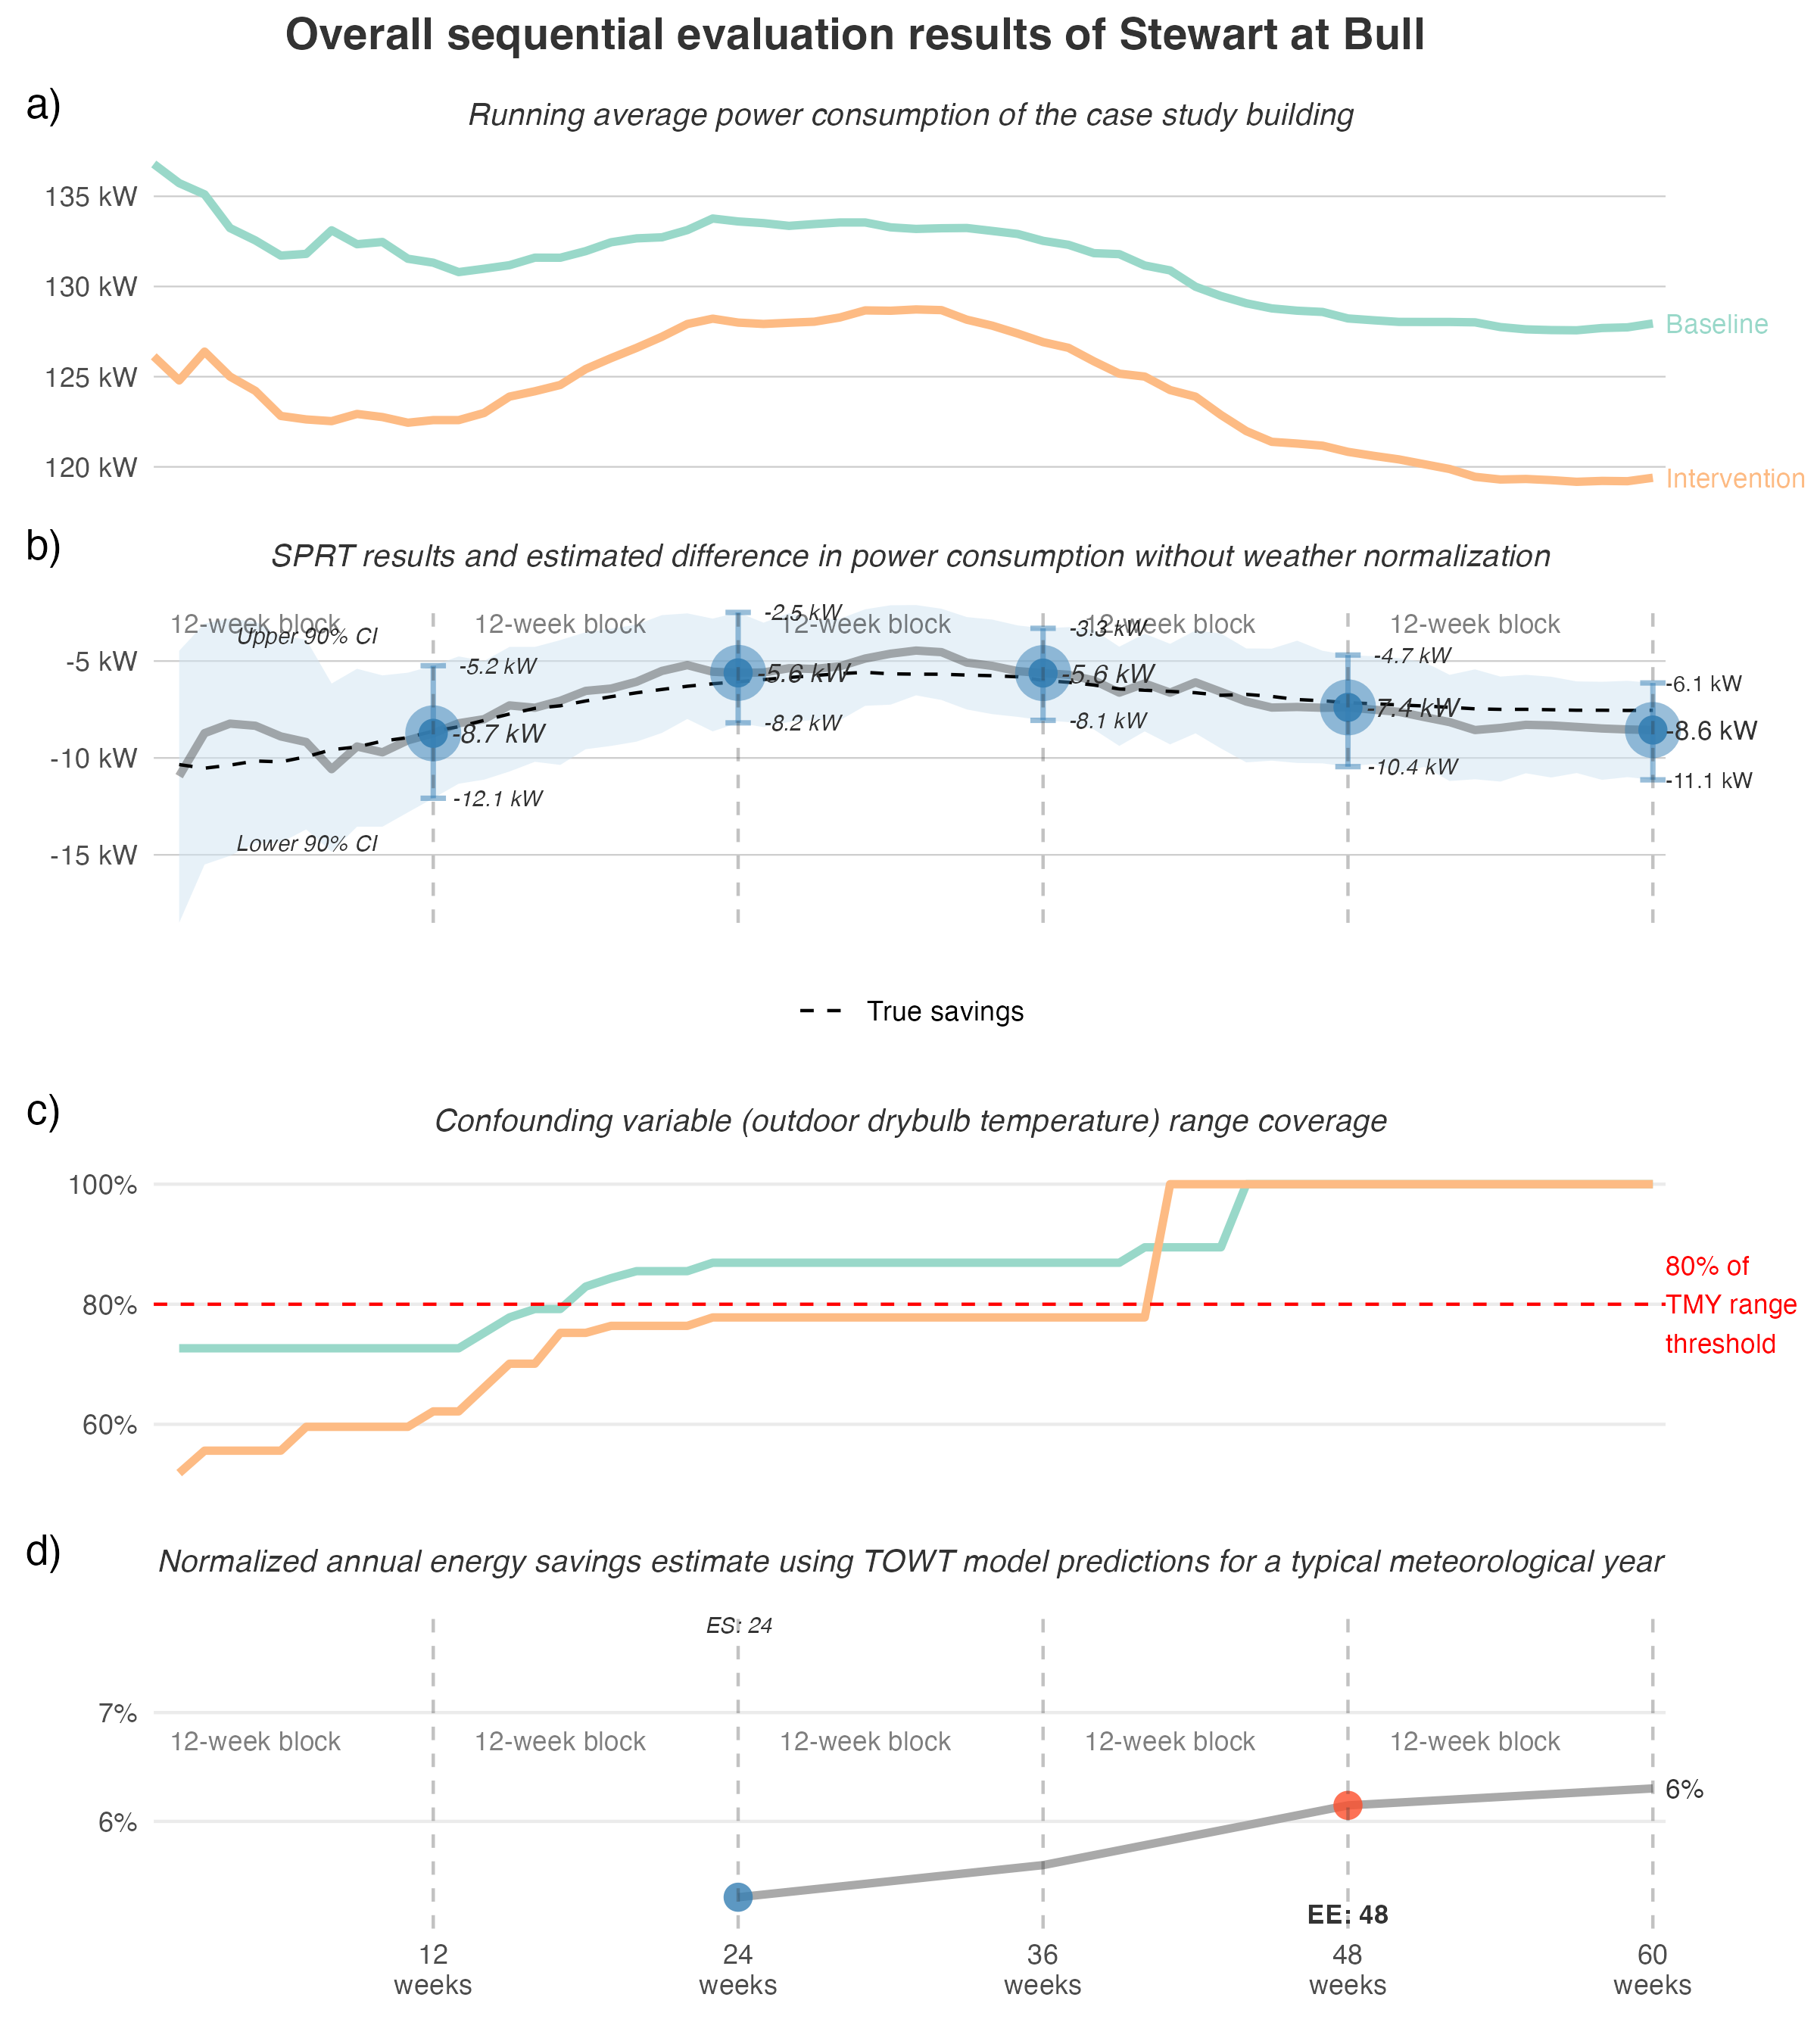 Overall sequential evaluation results of Stewart at Bull
a)
Running average power consumption of the case study building
135 kW
130 kW
125 kW
120 kW
Baseline
Intervention
b)
SPRT results and estimated difference in power consumption without weather normalization
12-week block
12-week block
12-week block
12-week block
12-week block
Upper 90% CI
Lower 90% CI
-5 kW
-10 kW
-15 kW
-5.2 kW
-8.7 kW
-12.1 kW
-2.5 kW
-5.6 kW
-8.2 kW
-3.3 kW
-5.6 kW
-8.1 kW
-4.7 kW
-7.4 kW
-10.4 kW
-6.1 kW
-8.6 kW
-11.1 kW
True savings
c)
Confounding variable (outdoor drybulb temperature) range coverage
100%
80%
60%
80% of
TMY range
threshold
d)
Normalized annual energy savings estimate using TOWT model predictions for a typical meteorological year
ES: 24
7%
12-week block
12-week block
12-week block
12-week block
12-week block
6%
6%
EE: 48
12
weeks
24
weeks
36
weeks
48
weeks
60
weeks